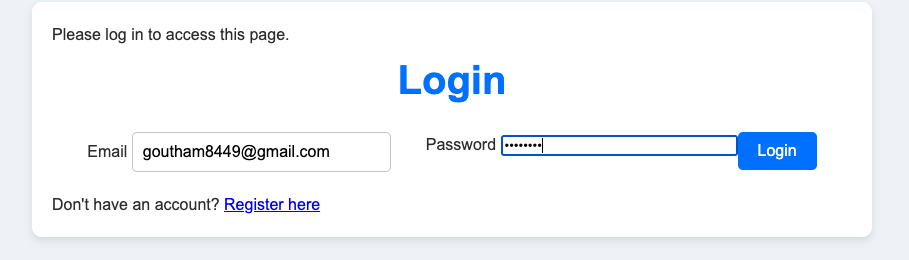 Please log in to access this page.
Login
Email goutham8449@gmail.com Password •••••••• Login
Don't have an account? Register here